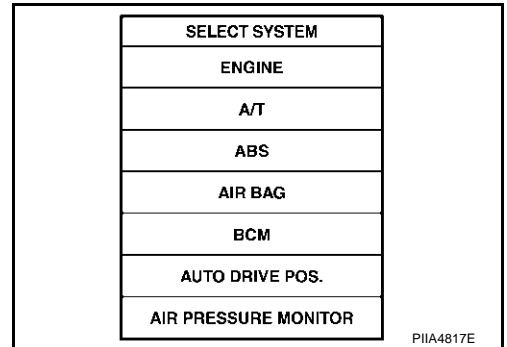 SELECT SYSTEM
ENGINE
A/T
ABS
AIR BAG
BCM
AUTO DRIVE POS.
AIR PRESSURE MONITOR
PIIA4817E